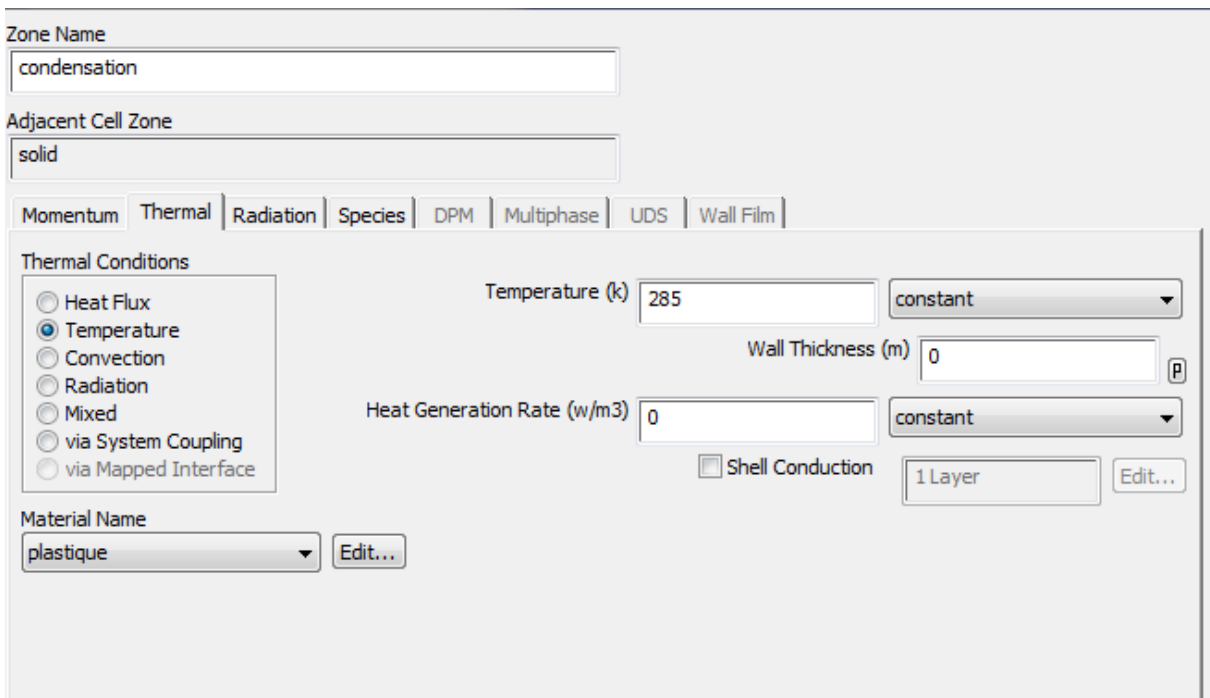 Zone Name
condensation
Adjacent Cell Zone
solid
Momentum Thermal Radiation Species DPM Multiphase UDS Wall Film
Thermal Conditions
Heat Flux
Temperature
Convection
Radiation
Mixed
via System Coupling
via Mapped Interface
Temperature (k) 285 constant
Wall Thickness (m) 0 P
Heat Generation Rate (w/m3) 0 constant
Shell Conduction 1 Layer Edit...
Material Name
plastique Edit...